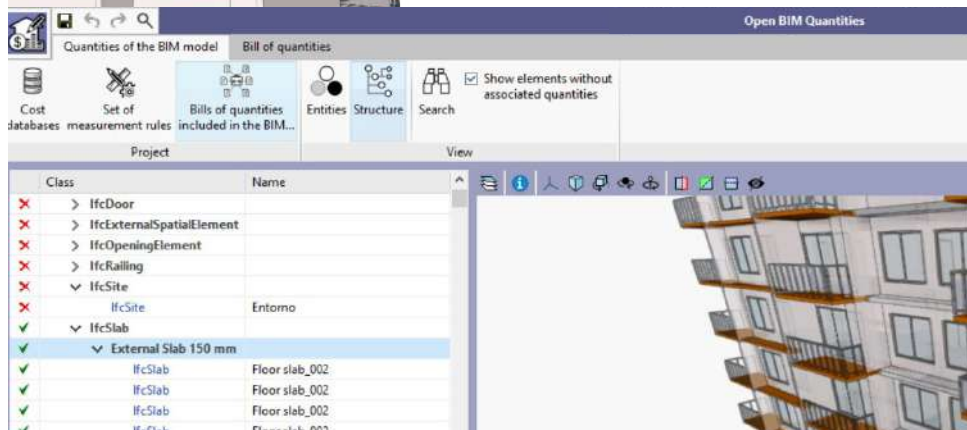 Open BIM Quantities
Quantities of the BIM model Bill of quantities
Cost databases
Set of measurement rules
Bills of quantities included in the BIM...
Entities
Structure
Search
Show elements without associated quantities
Project View
Class Name
IfcDoor
IfcExternalSpatialElement
IfcOpeningElement
IfcRailing
IfcSite
IfcSite Entorno
IfcSlab
External Slab 150 mm
IfcSlab Floor slab_002
IfcSlab Floor slab_002
IfcSlab Floor slab_002